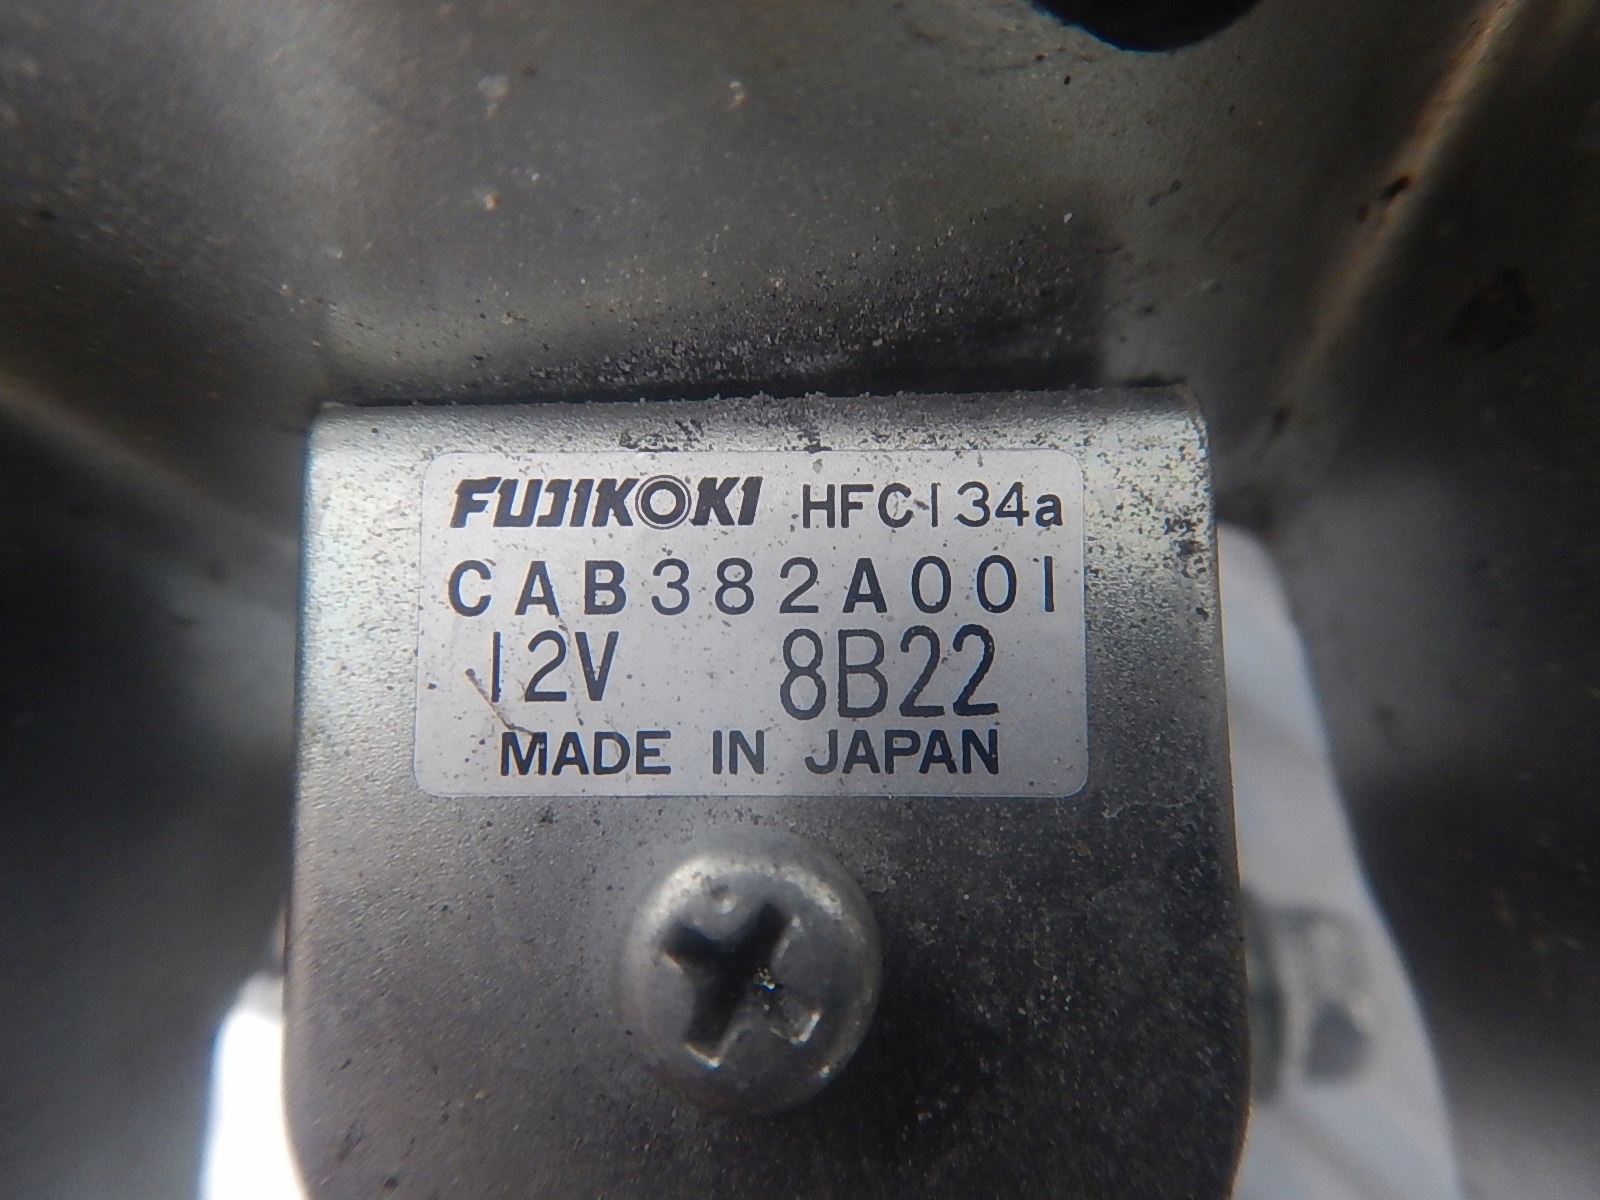 FUJIKOKI HFC134a
CAB382A001
12V 8B22
MADE IN JAPAN